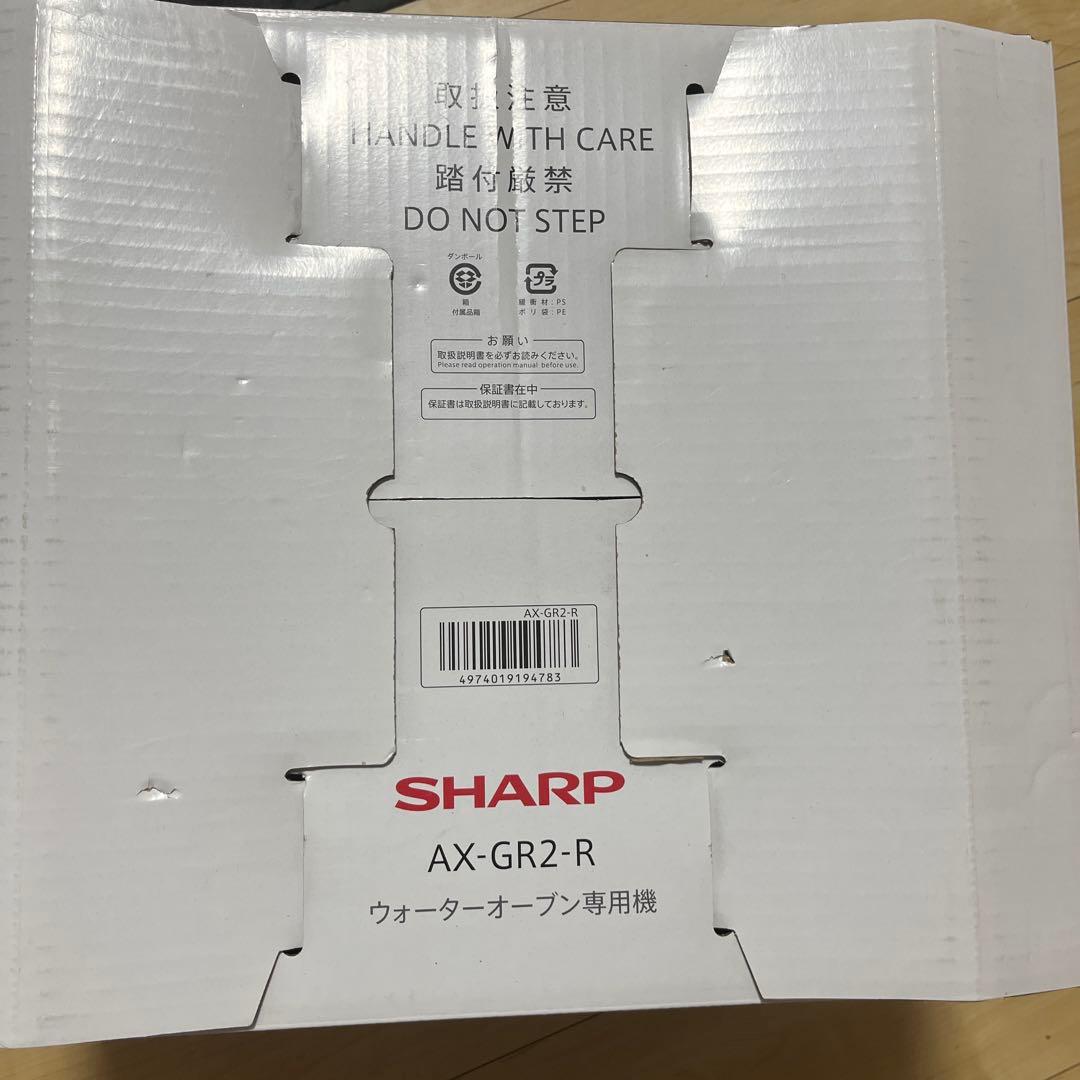 取扱注意
HANDLE WITH CARE
踏付厳禁
DO NOT STEP
ダンボール
箱
付属品箱
プラ
緩衝材:PS
ポリ袋:PE
お願い
取扱説明書を必ずお読みください。
Please read operation manual before use.
保証書在中
保証書は取扱説明書に記載しております。
AX-GR2-R
4974019194783
SHARP
AX-GR2-R
ウォーターオーブン専用機